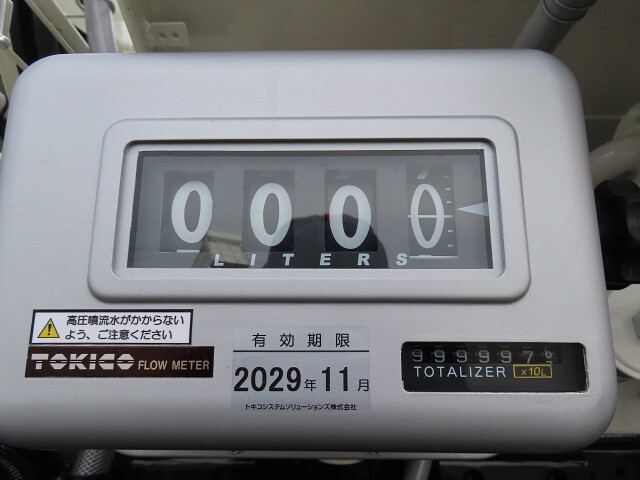 0000
LITERS
高圧噴流水がかからない
よう、ご注意ください
TOKICO FLOW METER
有効期限
2029年11月
トキコシステムソリューションズ株式会社
9999976
TOTALIZER ×10L